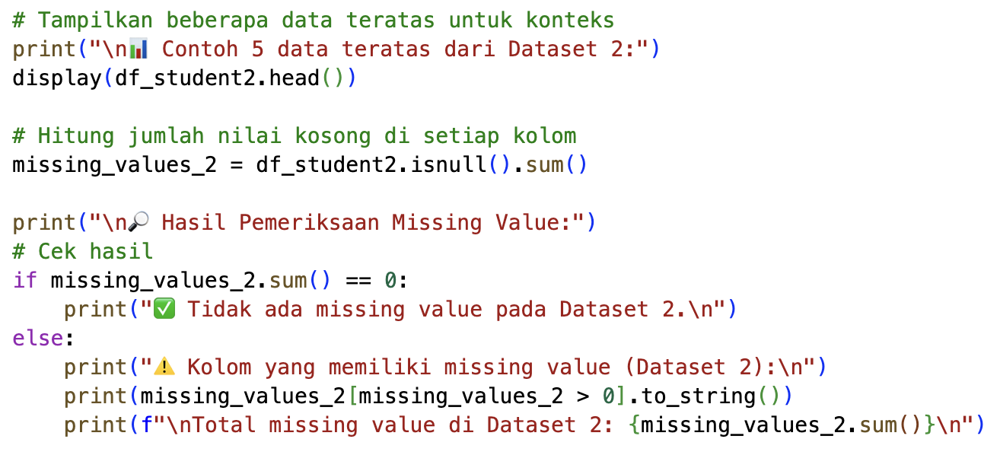 # Tampilkan beberapa data teratas untuk konteks
print("\n📊 Contoh 5 data teratas dari Dataset 2:")
display(df_student2.head())

# Hitung jumlah nilai kosong di setiap kolom
missing_values_2 = df_student2.isnull().sum()

print("\n🔎 Hasil Pemeriksaan Missing Value:")
# Cek hasil
if missing_values_2.sum() == 0:
    print("✅ Tidak ada missing value pada Dataset 2.\n")
else:
    print("⚠️ Kolom yang memiliki missing value (Dataset 2):\n")
    print(missing_values_2[missing_values_2 > 0].to_string())
    print(f"\nTotal missing value di Dataset 2: {missing_values_2.sum()}\n")